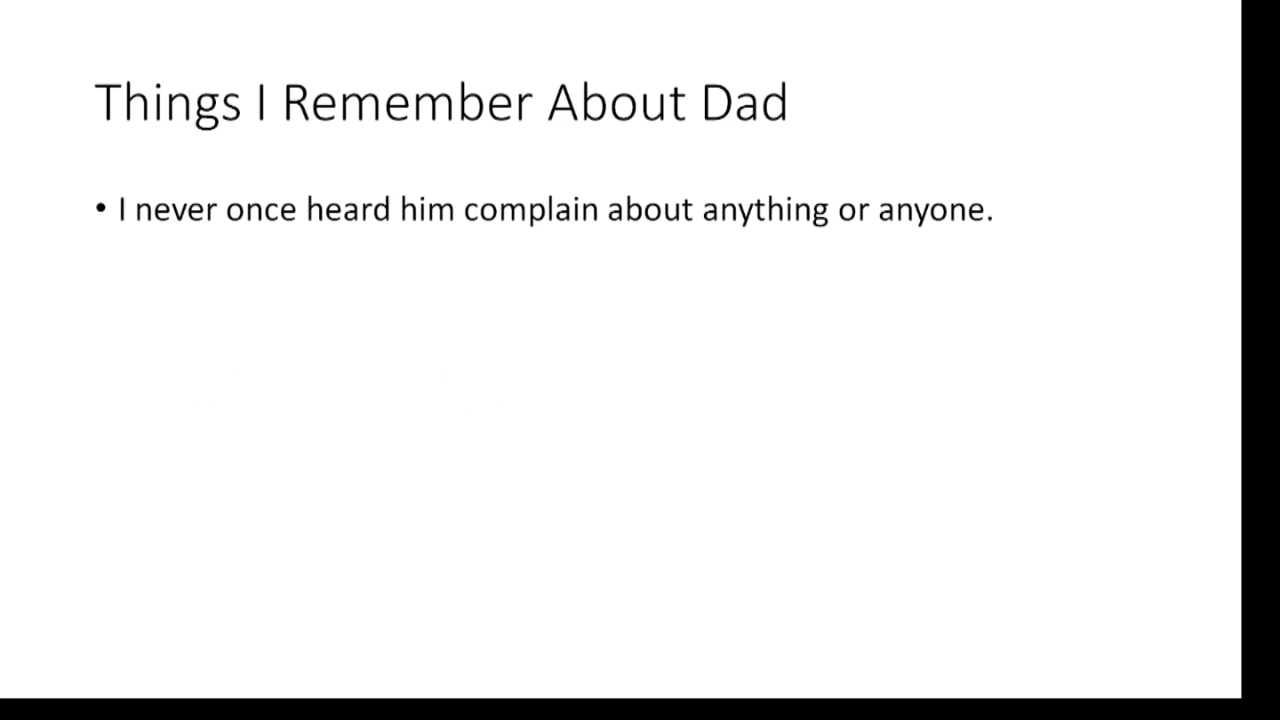 Things I Remember About Dad
• I never once heard him complain about anything or anyone.